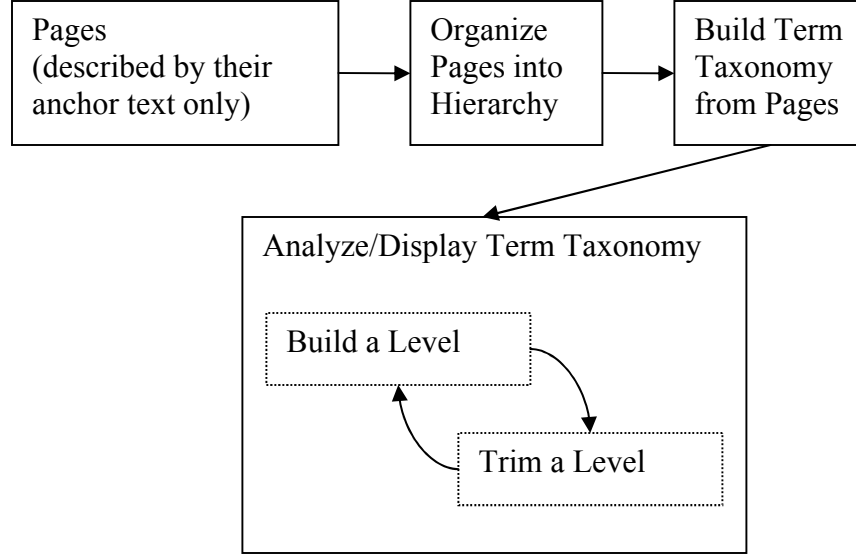 Pages
(described by their
anchor text only)
Organize
Pages into
Hierarchy
Build Term
Taxonomy
from Pages
Analyze/Display Term Taxonomy
Build a Level
Trim a Level